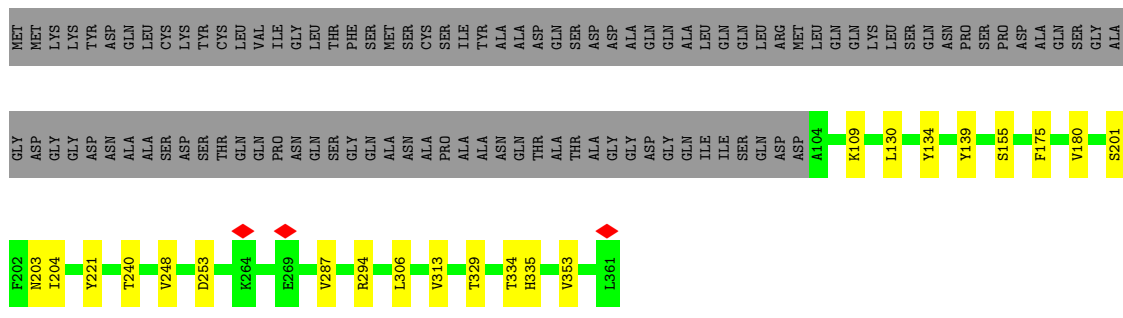 MET MET LYS LYS TYR ASP GLN LEU CYS LYS TYR CYS LEU VAL ILE GLY LEU THR PHE SER MET SER CYS SER ILE TYR ALA ALA ASP GLN SER ASP ASP ALA GLN GLN ALA LEU GLN GLN LEU ARG MET LEU GLN GLN LYS LEU SER GLN ASN PRO SER PRO ASP ALA GLN SER GLY ALA
GLY ASP GLY GLY ASP ASN ALA ALA SER ASP SER THR GLN GLN PRO ASN GLN SER GLY GLN ALA ASN ALA PRO ALA ALA ASN GLN THR ALA THR ALA GLY GLY ASP GLY GLN ILE ILE SER GLN ASP ASP A104 K109 L130 Y134 Y139 S155 F175 V180 S201
F202 N203 I204 Y221 T240 V248 D253 K264 E269 V287 R294 L306 V313 T329 T334 H335 V353 L361